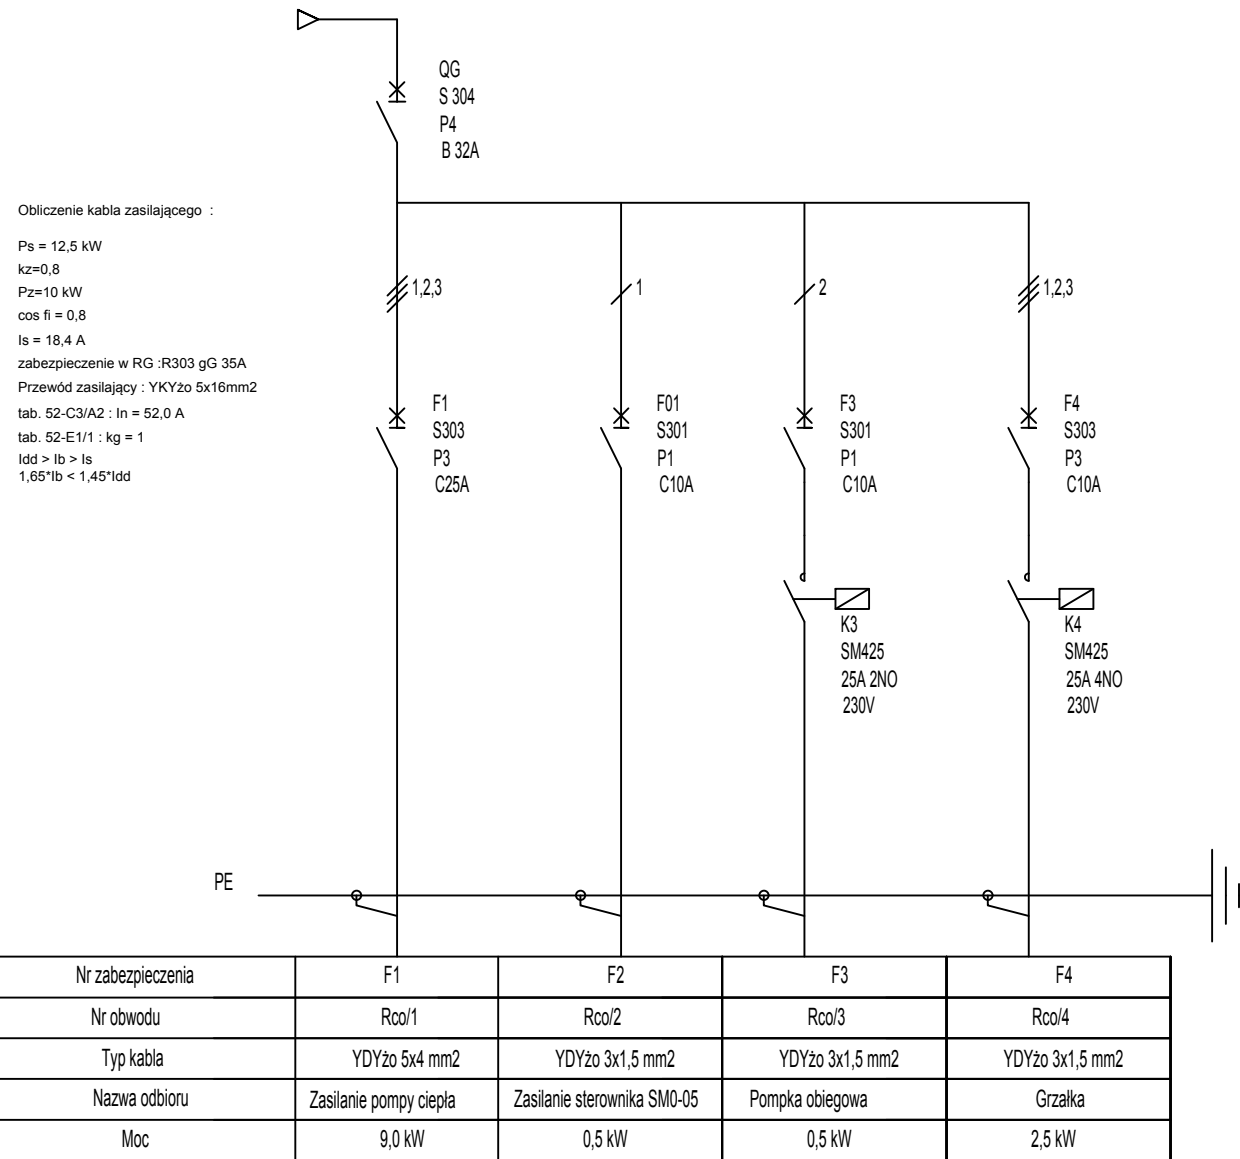 QG
S 304
P4
B 32A
Obliczenie kabla zasilającego :
Ps = 12,5 kW
kz=0,8
Pz=10 kW
cos fi = 0,8
Is = 18,4 A
zabezpieczenie w RG :R303 gG 35A
Przewód zasilający : YKYżo 5x16mm2
tab. 52-C3/A2 : In = 52,0 A
tab. 52-E1/1 : kg = 1
Idd > Ib > Is
1,65*Ib < 1,45*Idd
1,2,3
1
2
1,2,3
F1
S303
P3
C25A
F01
S301
P1
C10A
F3
S301
P1
C10A
F4
S303
P3
C10A
K3
SM425
25A 2NO
230V
K4
SM425
25A 4NO
230V
PE
Nr zabezpieczenia F1 F2 F3 F4
Nr obwodu Rco/1 Rco/2 Rco/3 Rco/4
Typ kabla YDYżo 5x4 mm2 YDYżo 3x1,5 mm2 YDYżo 3x1,5 mm2 YDYżo 3x1,5 mm2
Nazwa odbioru Zasilanie pompy ciepła Zasilanie sterownika SM0-05 Pompka obiegowa Grzałka
Moc 9,0 kW 0,5 kW 0,5 kW 2,5 kW